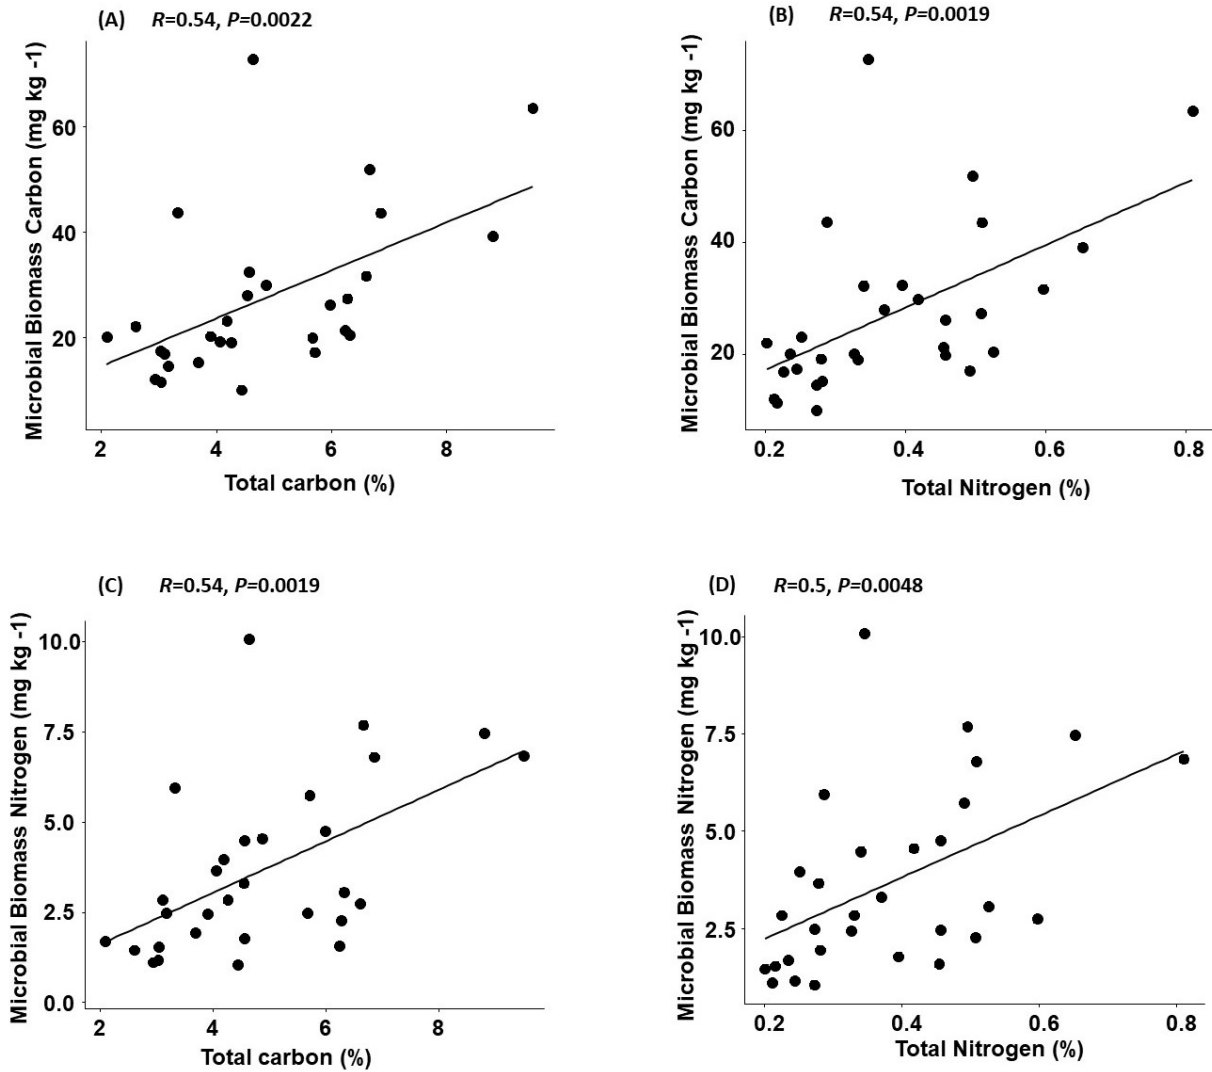 (A) R=0.54, P=0.0022
Microbial Biomass Carbon (mg kg -1)
60
40
20
2 4 6 8
Total carbon (%)
(B) R=0.54, P=0.0019
Microbial Biomass Carbon (mg kg -1)
60
40
20
0.2 0.4 0.6 0.8
Total Nitrogen (%)
(C) R=0.54, P=0.0019
Microbial Biomass Nitrogen (mg kg -1)
10.0
7.5
5.0
2.5
0.0
2 4 6 8
Total carbon (%)
(D) R=0.5, P=0.0048
Microbial Biomass Nitrogen (mg kg -1)
10.0
7.5
5.0
2.5
0.2 0.4 0.6 0.8
Total Nitrogen (%)